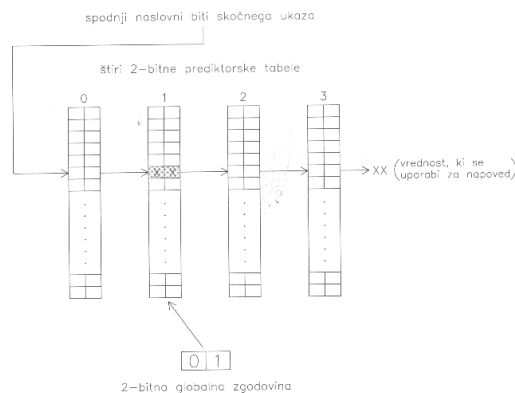 spodnji naslovni biti skočnega ukaza
štiri 2-bitne prediktorske tabele
0 1 2 3
X X
XX (vrednost, ki se
uporabi za napoved)
0 1
2-bitna globalna zgodovina